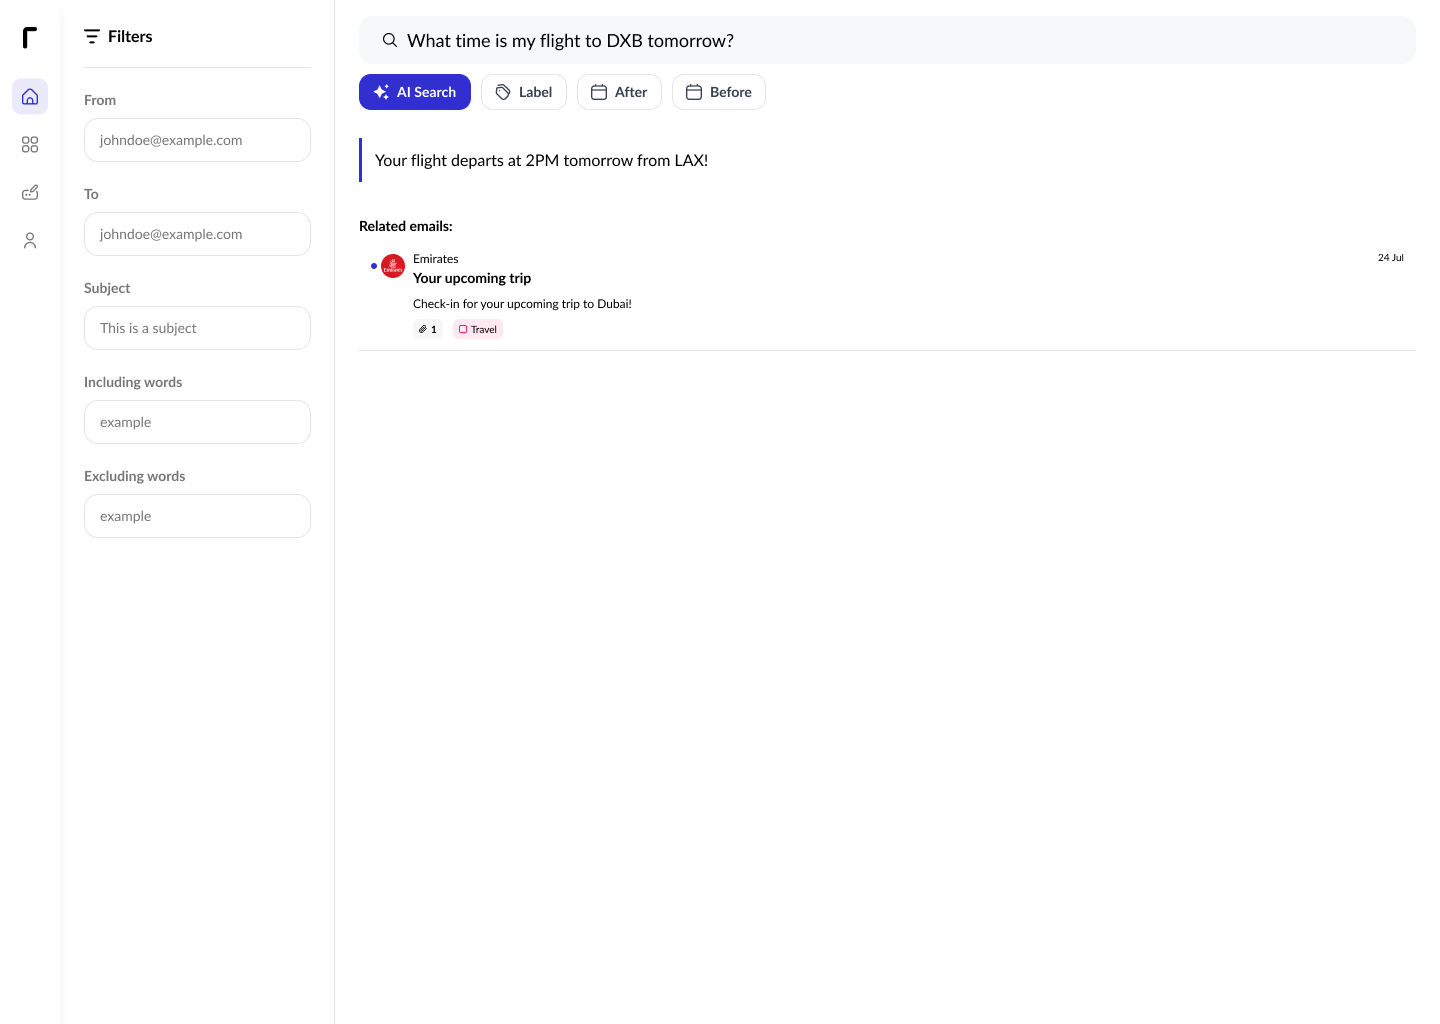 Filters
From
johndoe@example.com
To
johndoe@example.com
Subject
This is a subject
Including words
example
Excluding words
example
What time is my flight to DXB tomorrow?
AI Search
Label
After
Before
Your flight departs at 2PM tomorrow from LAX!
Related emails:
Emirates
Emirates
24 Jul
Your upcoming trip
Check-in for your upcoming trip to Dubai!
1
Travel